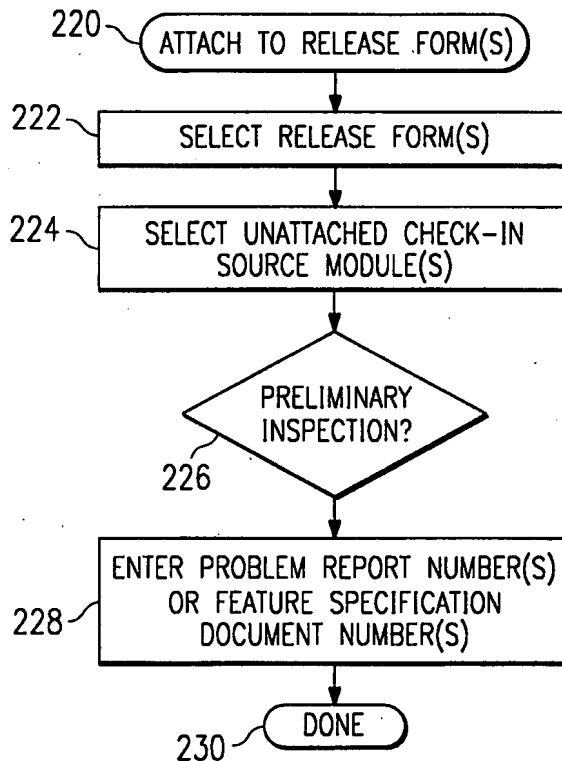 220
ATTACH TO RELEASE FORM(S)
222
SELECT RELEASE FORM(S)
224
SELECT UNATTACHED CHECK-IN
SOURCE MODULE(S)
PRELIMINARY
INSPECTION?
226
ENTER PROBLEM REPORT NUMBER(S)
OR FEATURE SPECIFICATION
DOCUMENT NUMBER(S)
228
DONE
230